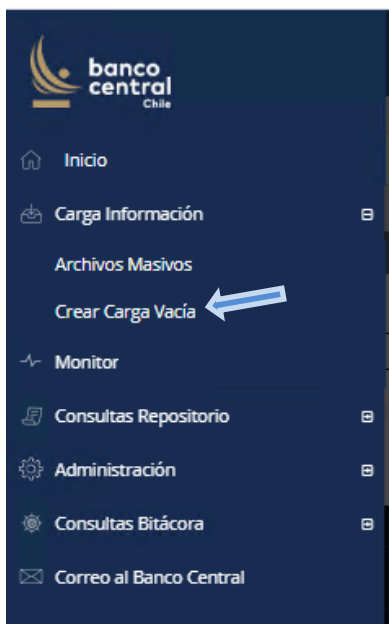 banco
central
Chile
Inicio
Carga Información
Archivos Masivos
Crear Carga Vacía
Monitor
Consultas Repositorio
Administración
Consultas Bitácora
Correo al Banco Central